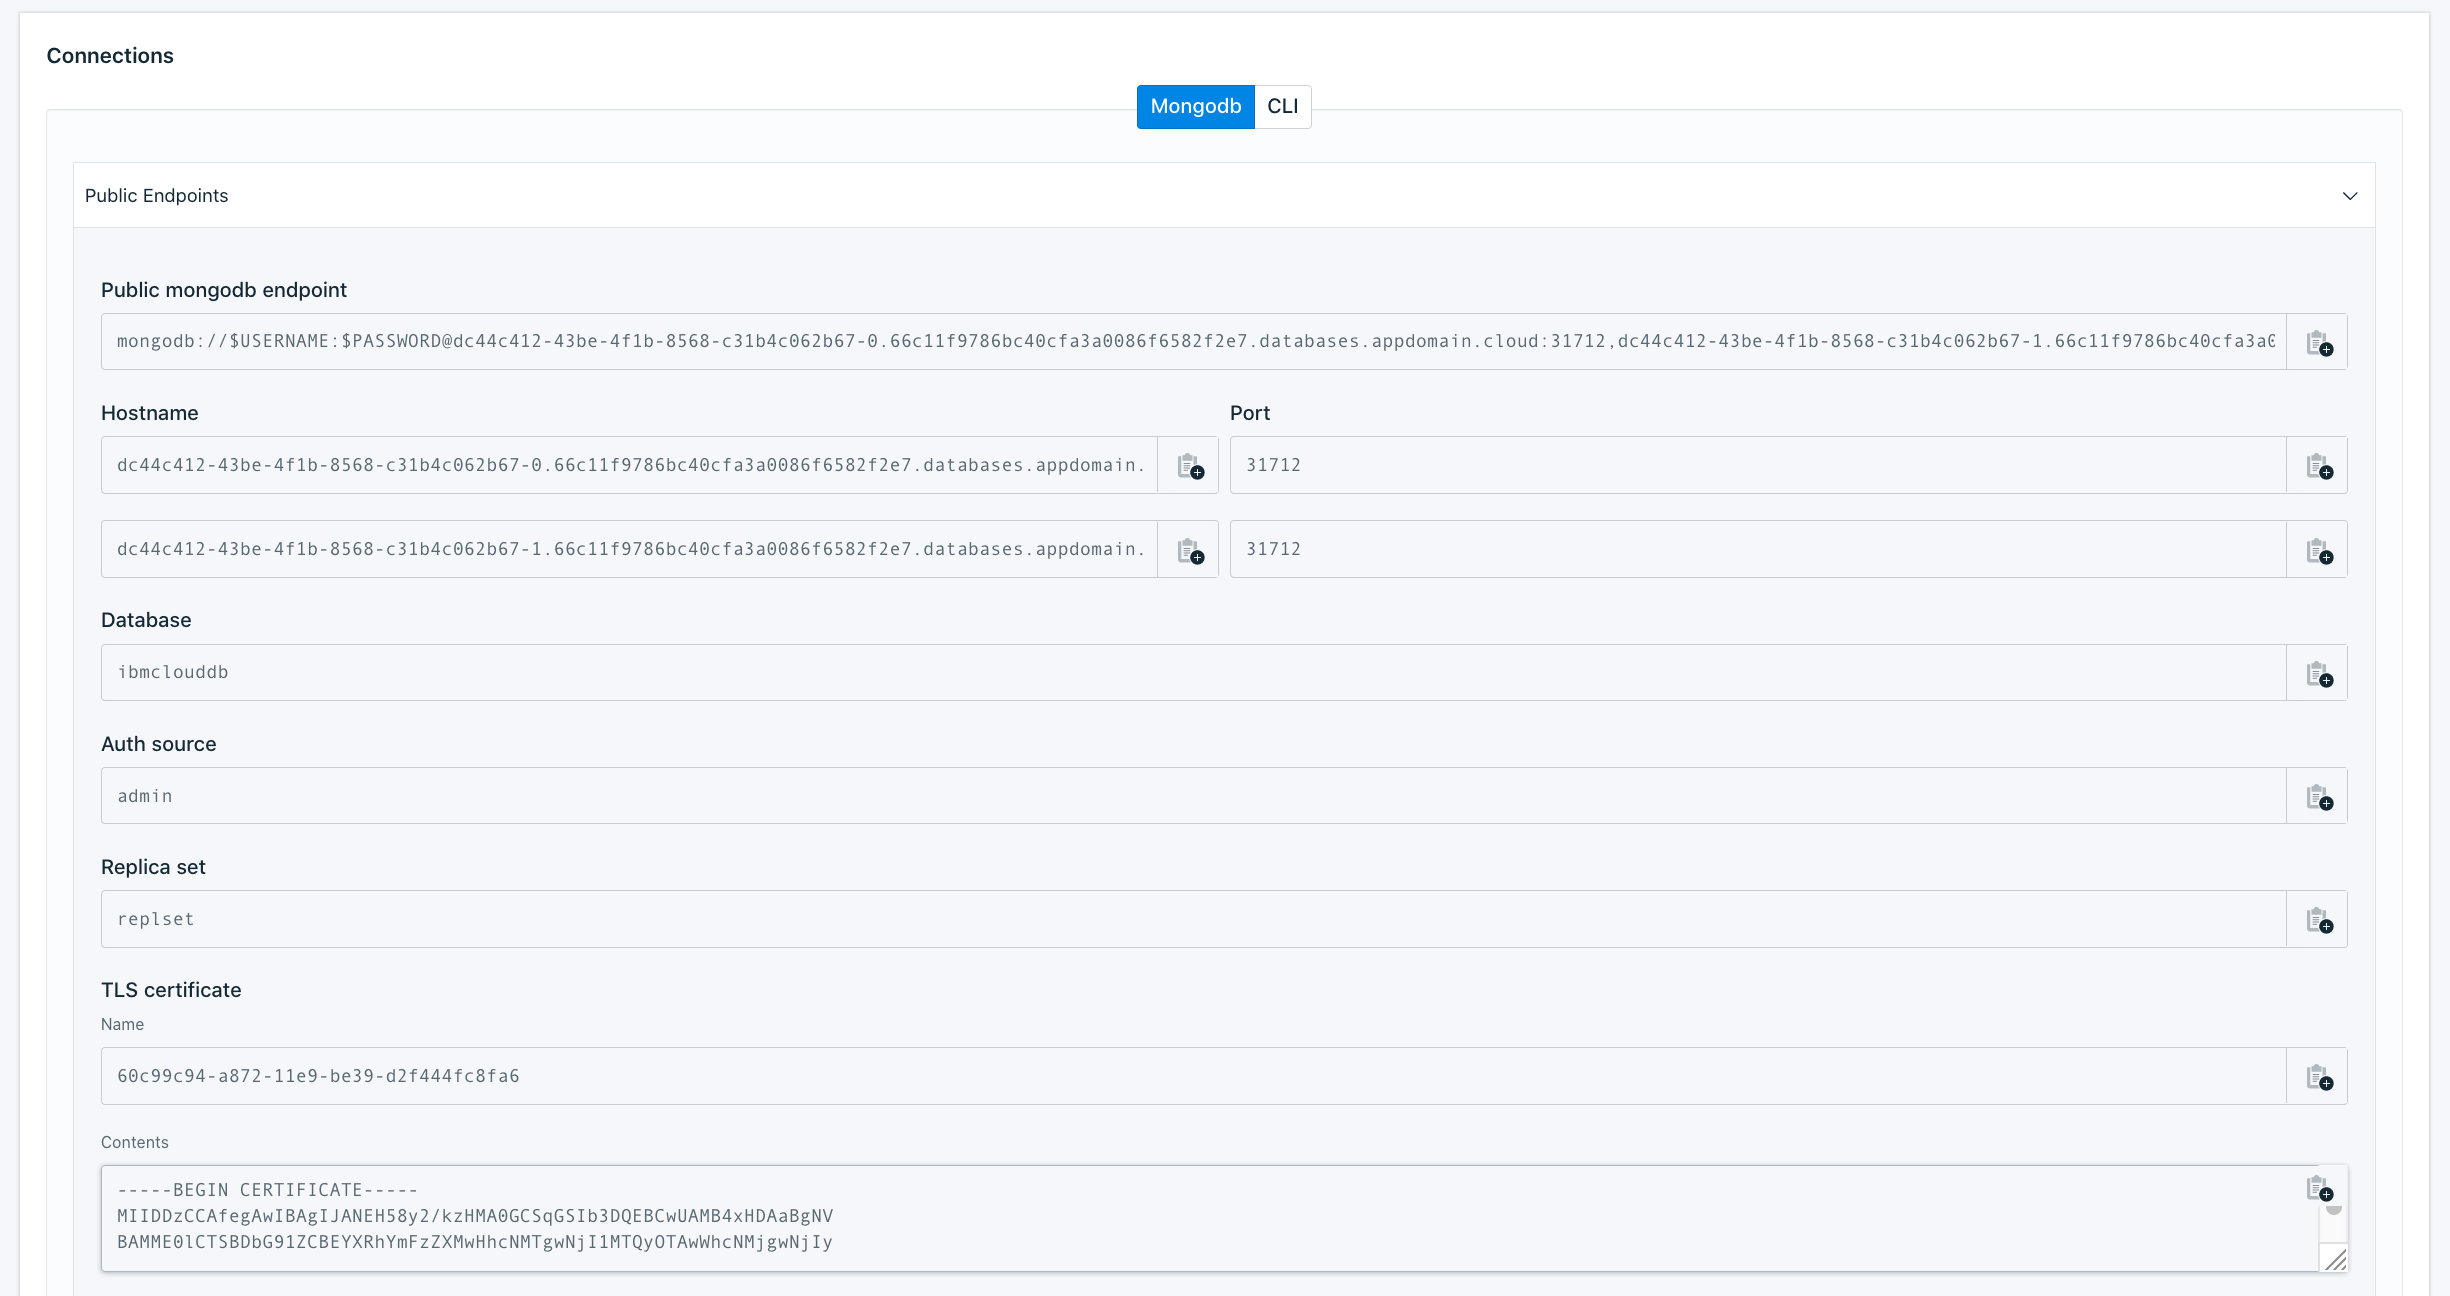 Connections
Mongodb CLI
Public Endpoints
Public mongodb endpoint
mongodb://$USERNAME:$PASSWORD@dc44c412-43be-4f1b-8568-c31b4c062b67-0.66c11f9786bc40cfa3a0086f6582f2e7.databases.appdomain.cloud:31712,dc44c412-43be-4f1b-8568-c31b4c062b67-1.66c11f9786bc40cfa3a0
Hostname Port
dc44c412-43be-4f1b-8568-c31b4c062b67-0.66c11f9786bc40cfa3a0086f6582f2e7.databases.appdomain. 31712
dc44c412-43be-4f1b-8568-c31b4c062b67-1.66c11f9786bc40cfa3a0086f6582f2e7.databases.appdomain. 31712
Database
ibmclouddb
Auth source
admin
Replica set
replset
TLS certificate
Name
60c99c94-a872-11e9-be39-d2f444fc8fa6
Contents
-----BEGIN CERTIFICATE-----
MIIDDzCCAfegAwIBAgIJANEH58y2/kzHMA0GCSqGSIb3DQEBCwUAMB4xHDAaBgNV
BAMME0lCTSBDbG91ZCBEYXRhYmFzZXMwHhcNMTgwNjI1MTQyOTAwWhcNMjgwNjIy